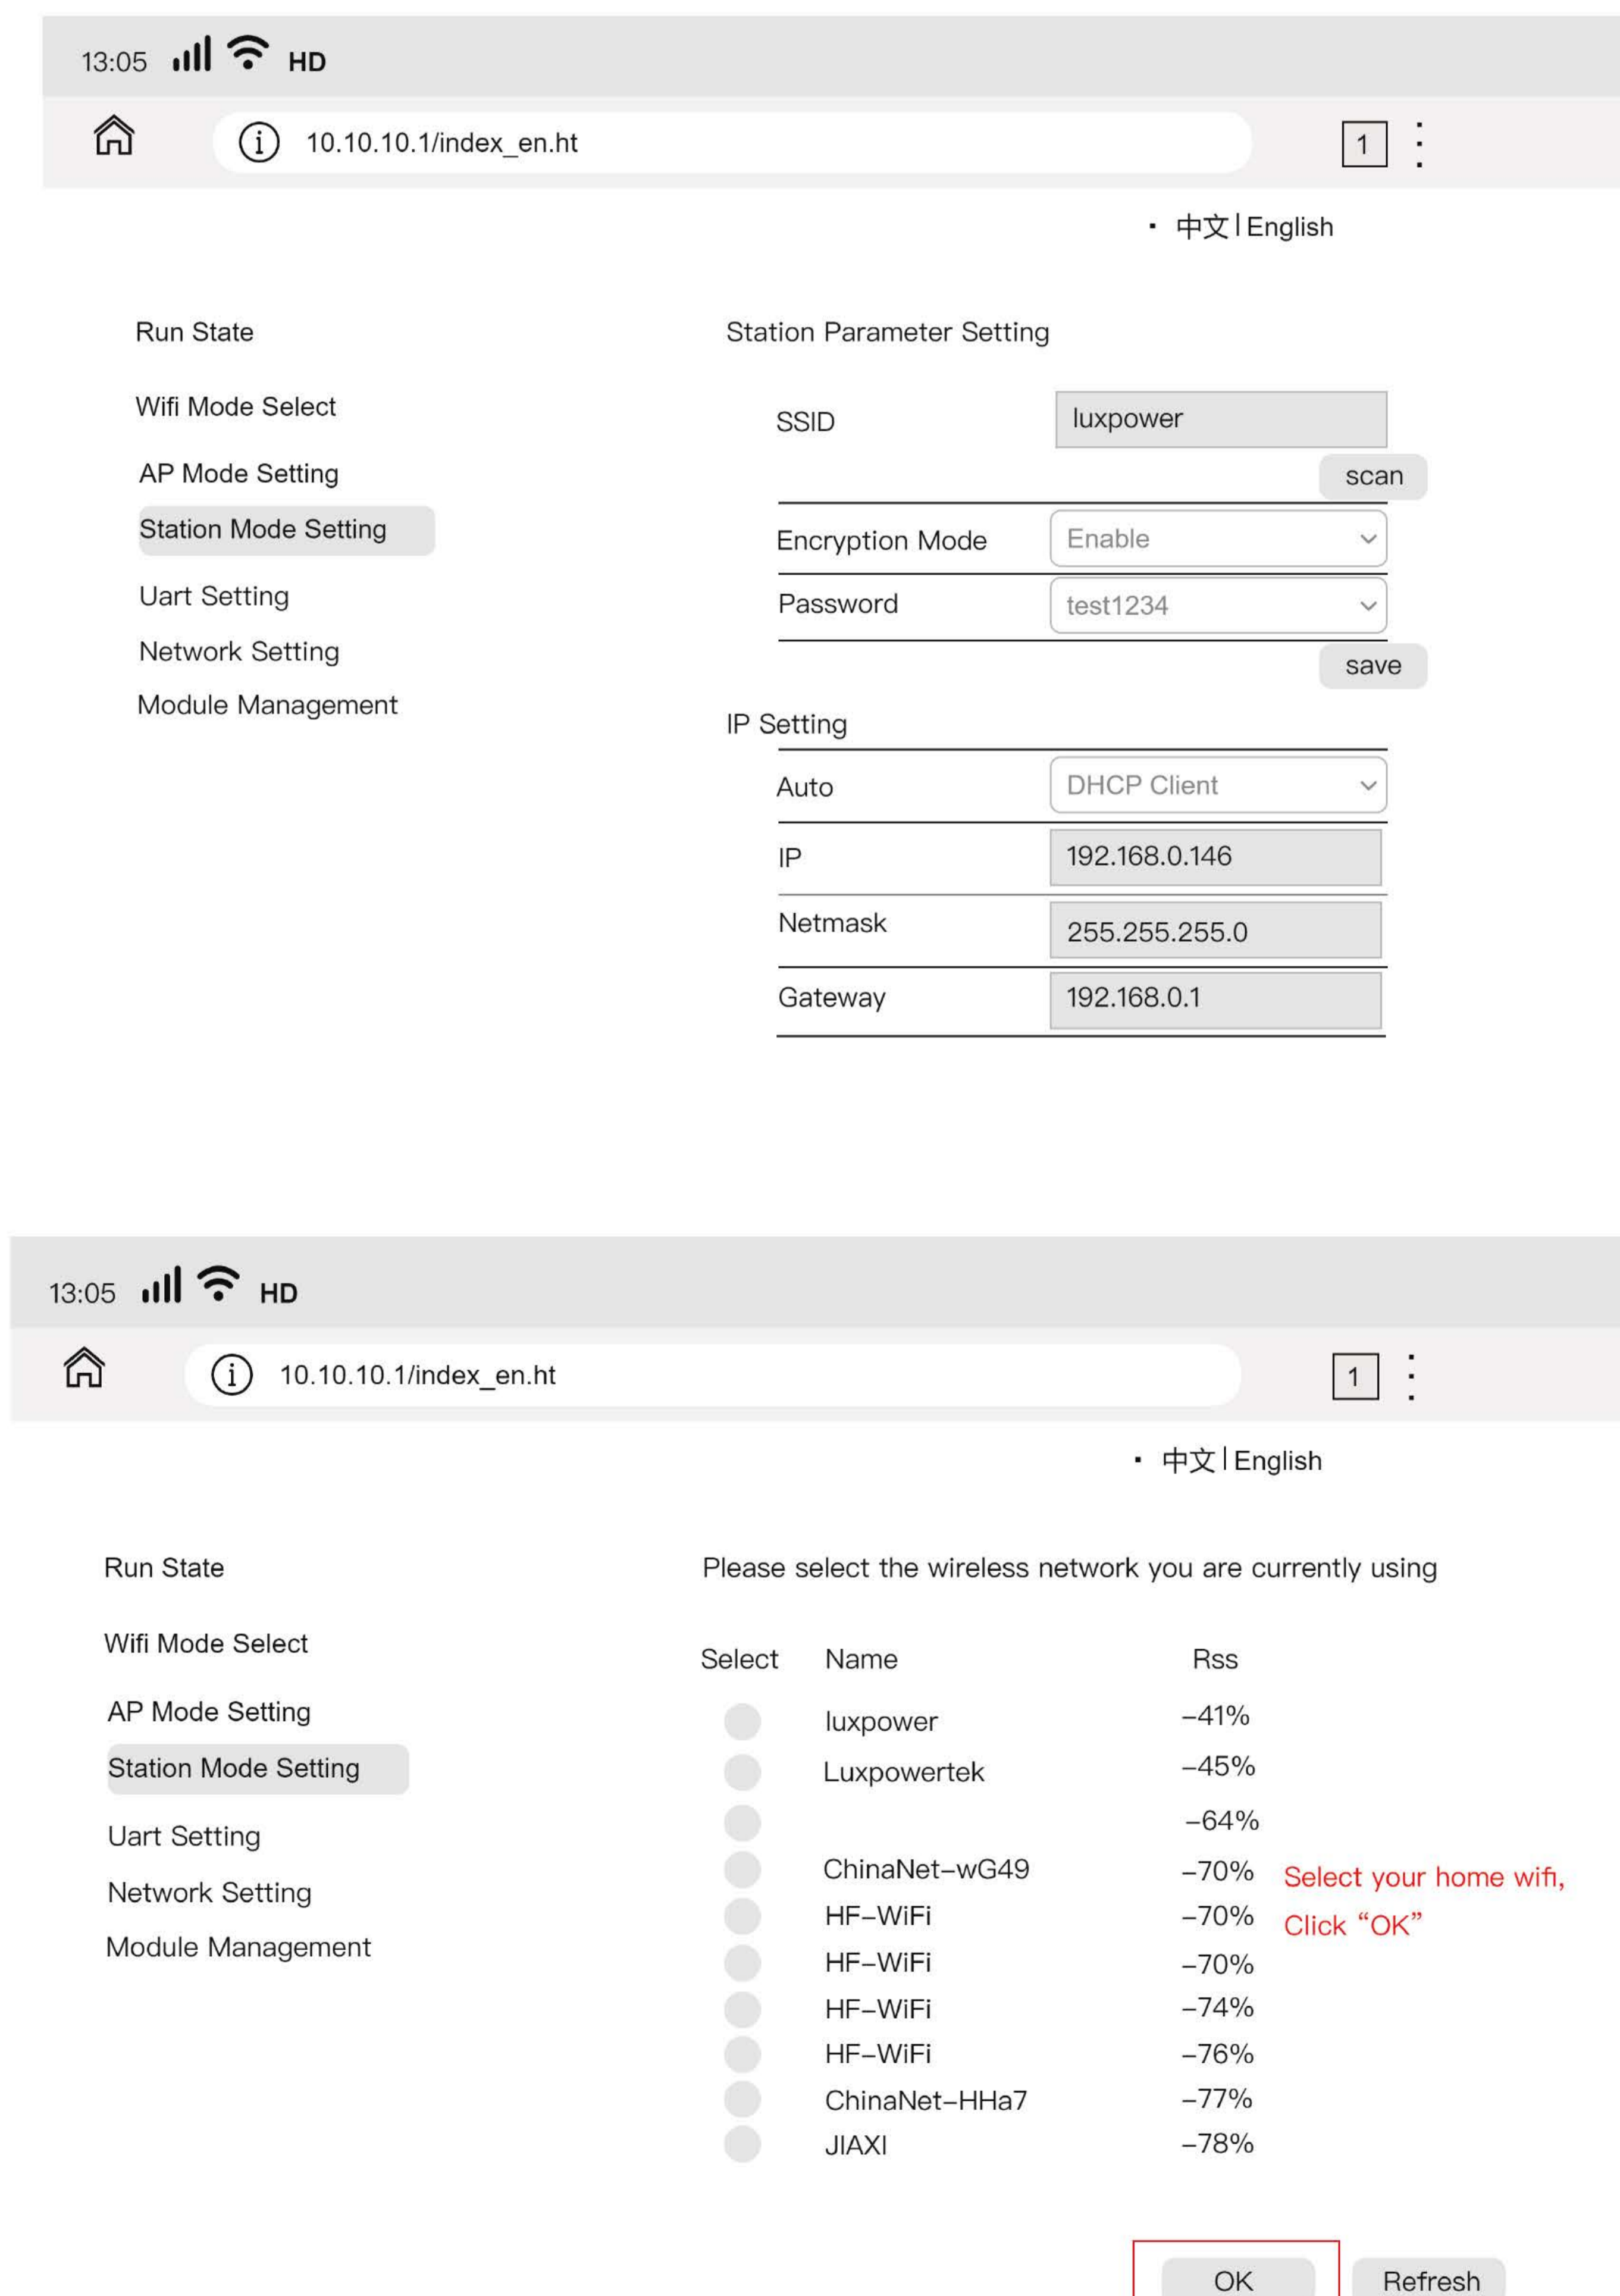 13:05 HD
10.10.10.1/index_en.ht 1
· 中文 | English
Run State
Wifi Mode Select
AP Mode Setting
Station Mode Setting
Uart Setting
Network Setting
Module Management
Station Parameter Setting
SSID luxpower
scan
Encryption Mode Enable
Password test1234
save
IP Setting
Auto DHCP Client
IP 192.168.0.146
Netmask 255.255.255.0
Gateway 192.168.0.1
13:05 HD
10.10.10.1/index_en.ht 1
· 中文 | English
Run State
Wifi Mode Select
AP Mode Setting
Station Mode Setting
Uart Setting
Network Setting
Module Management
Please select the wireless network you are currently using
Select Name Rss
luxpower -41%
Luxpowertek -45%
-64%
ChinaNet-wG49 -70%
HF-WiFi -70%
HF-WiFi -70%
HF-WiFi -74%
HF-WiFi -76%
ChinaNet-HHa7 -77%
JIAXI -78%
Select your home wifi,
Click “OK”
OK Refresh